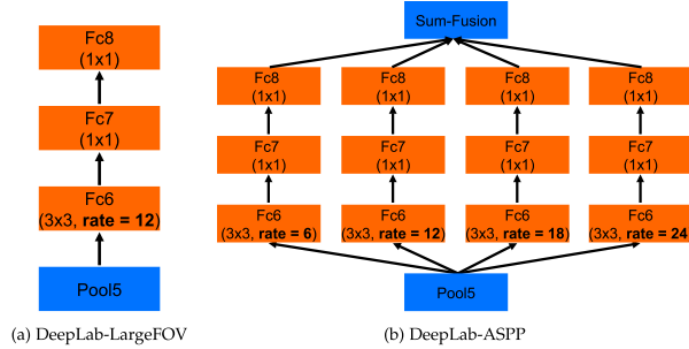 Fc8
(1x1)
Fc7
(1x1)
Fc6
(3x3, rate = 12)
Pool5
(a) DeepLab-LargeFOV
Sum-Fusion
Fc8 Fc8 Fc8 Fc8
(1x1) (1x1) (1x1) (1x1)
Fc7 Fc7 Fc7 Fc7
(1x1) (1x1) (1x1) (1x1)
Fc6 Fc6 Fc6 Fc6
(3x3, rate = 6) (3x3, rate = 12) (3x3, rate = 18) (3x3, rate = 24)
Pool5
(b) DeepLab-ASPP